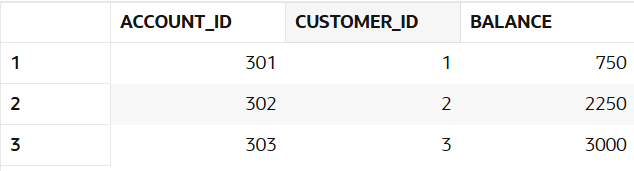 ACCOUNT_ID CUSTOMER_ID BALANCE
1 301 1 750
2 302 2 2250
3 303 3 3000